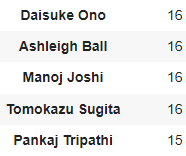 Daisuke Ono 16
Ashleigh Ball 16
Manoj Joshi 16
Tomokazu Sugita 16
Pankaj Tripathi 15